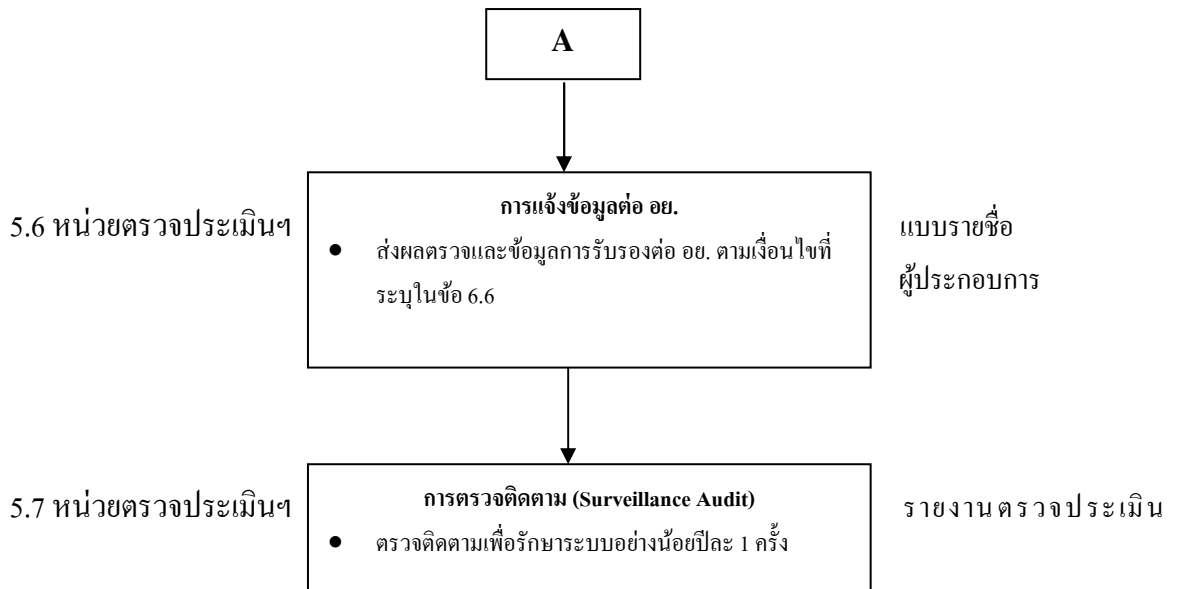 A
การแจ้งข้อมูลต่อ อย.
5.6 หน่วยตรวจประเมินฯ
● ส่งผลตรวจและข้อมูลการรับรองต่อ อย. ตามเงื่อนไขที่
ระบุในข้อ 6.6
แบบรายชื่อ
ผู้ประกอบการ
การตรวจติดตาม (Surveillance Audit)
5.7 หน่วยตรวจประเมินฯ
● ตรวจติดตามเพื่อรักษาระบบอย่างน้อยปีละ 1 ครั้ง
รายงานตรวจประเมิน